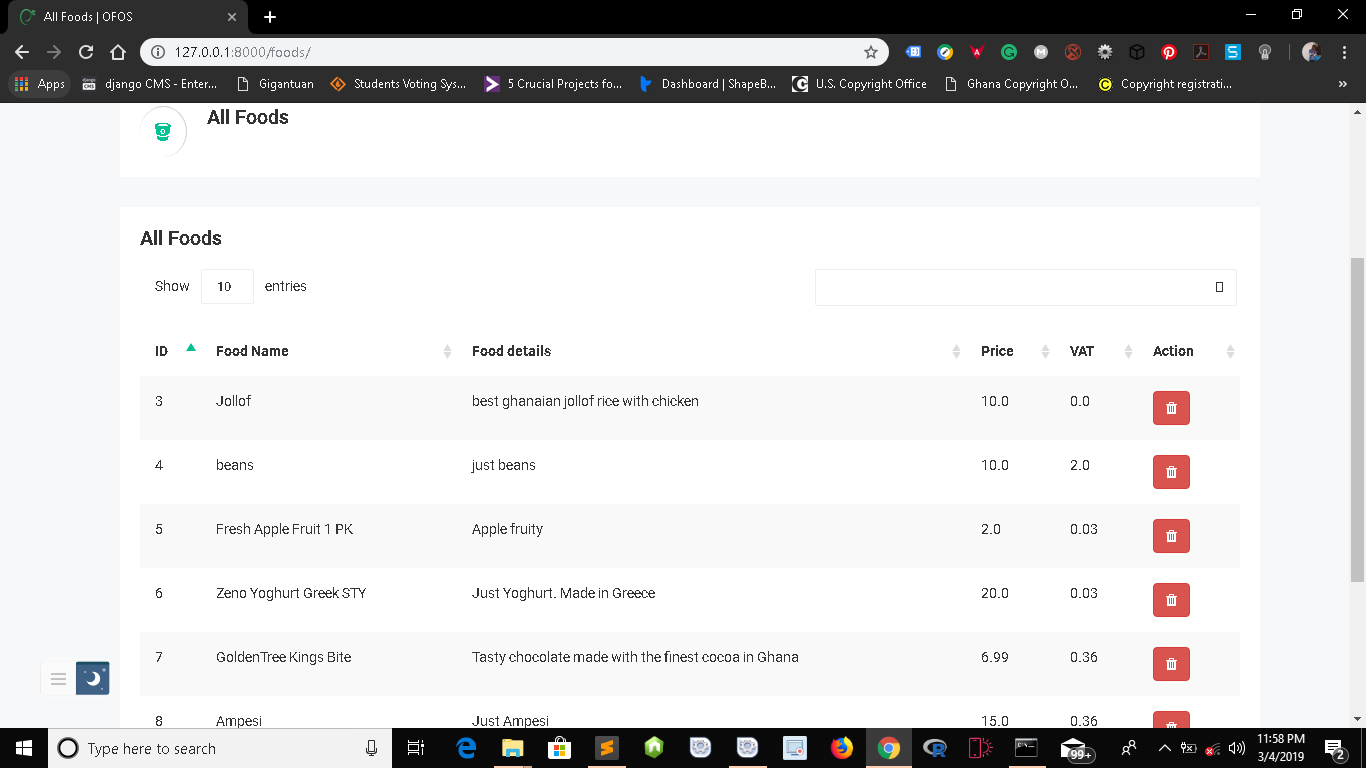 All Foods | OFOS
127.0.0.1:8000/foods/
Apps django CMS - Enter... Gigantuan Students Voting Sys... 5 Crucial Projects fo... Dashboard | ShapeB... U.S. Copyright Office Ghana Copyright O... Copyright registrati... »
All Foods
All Foods
Show 10 entries
ID Food Name Food details Price VAT Action
3 Jollof best ghanaian jollof rice with chicken 10.0 0.0
4 beans just beans 10.0 2.0
5 Fresh Apple Fruit 1 PK Apple fruity 2.0 0.03
6 Zeno Yoghurt Greek STY Just Yoghurt. Made in Greece 20.0 0.03
7 GoldenTree Kings Bite Tasty chocolate made with the finest cocoa in Ghana 6.99 0.36
8 Ampesi Just Ampesi 15.0 0.36
Type here to search
99+
11:58 PM
3/4/2019
2